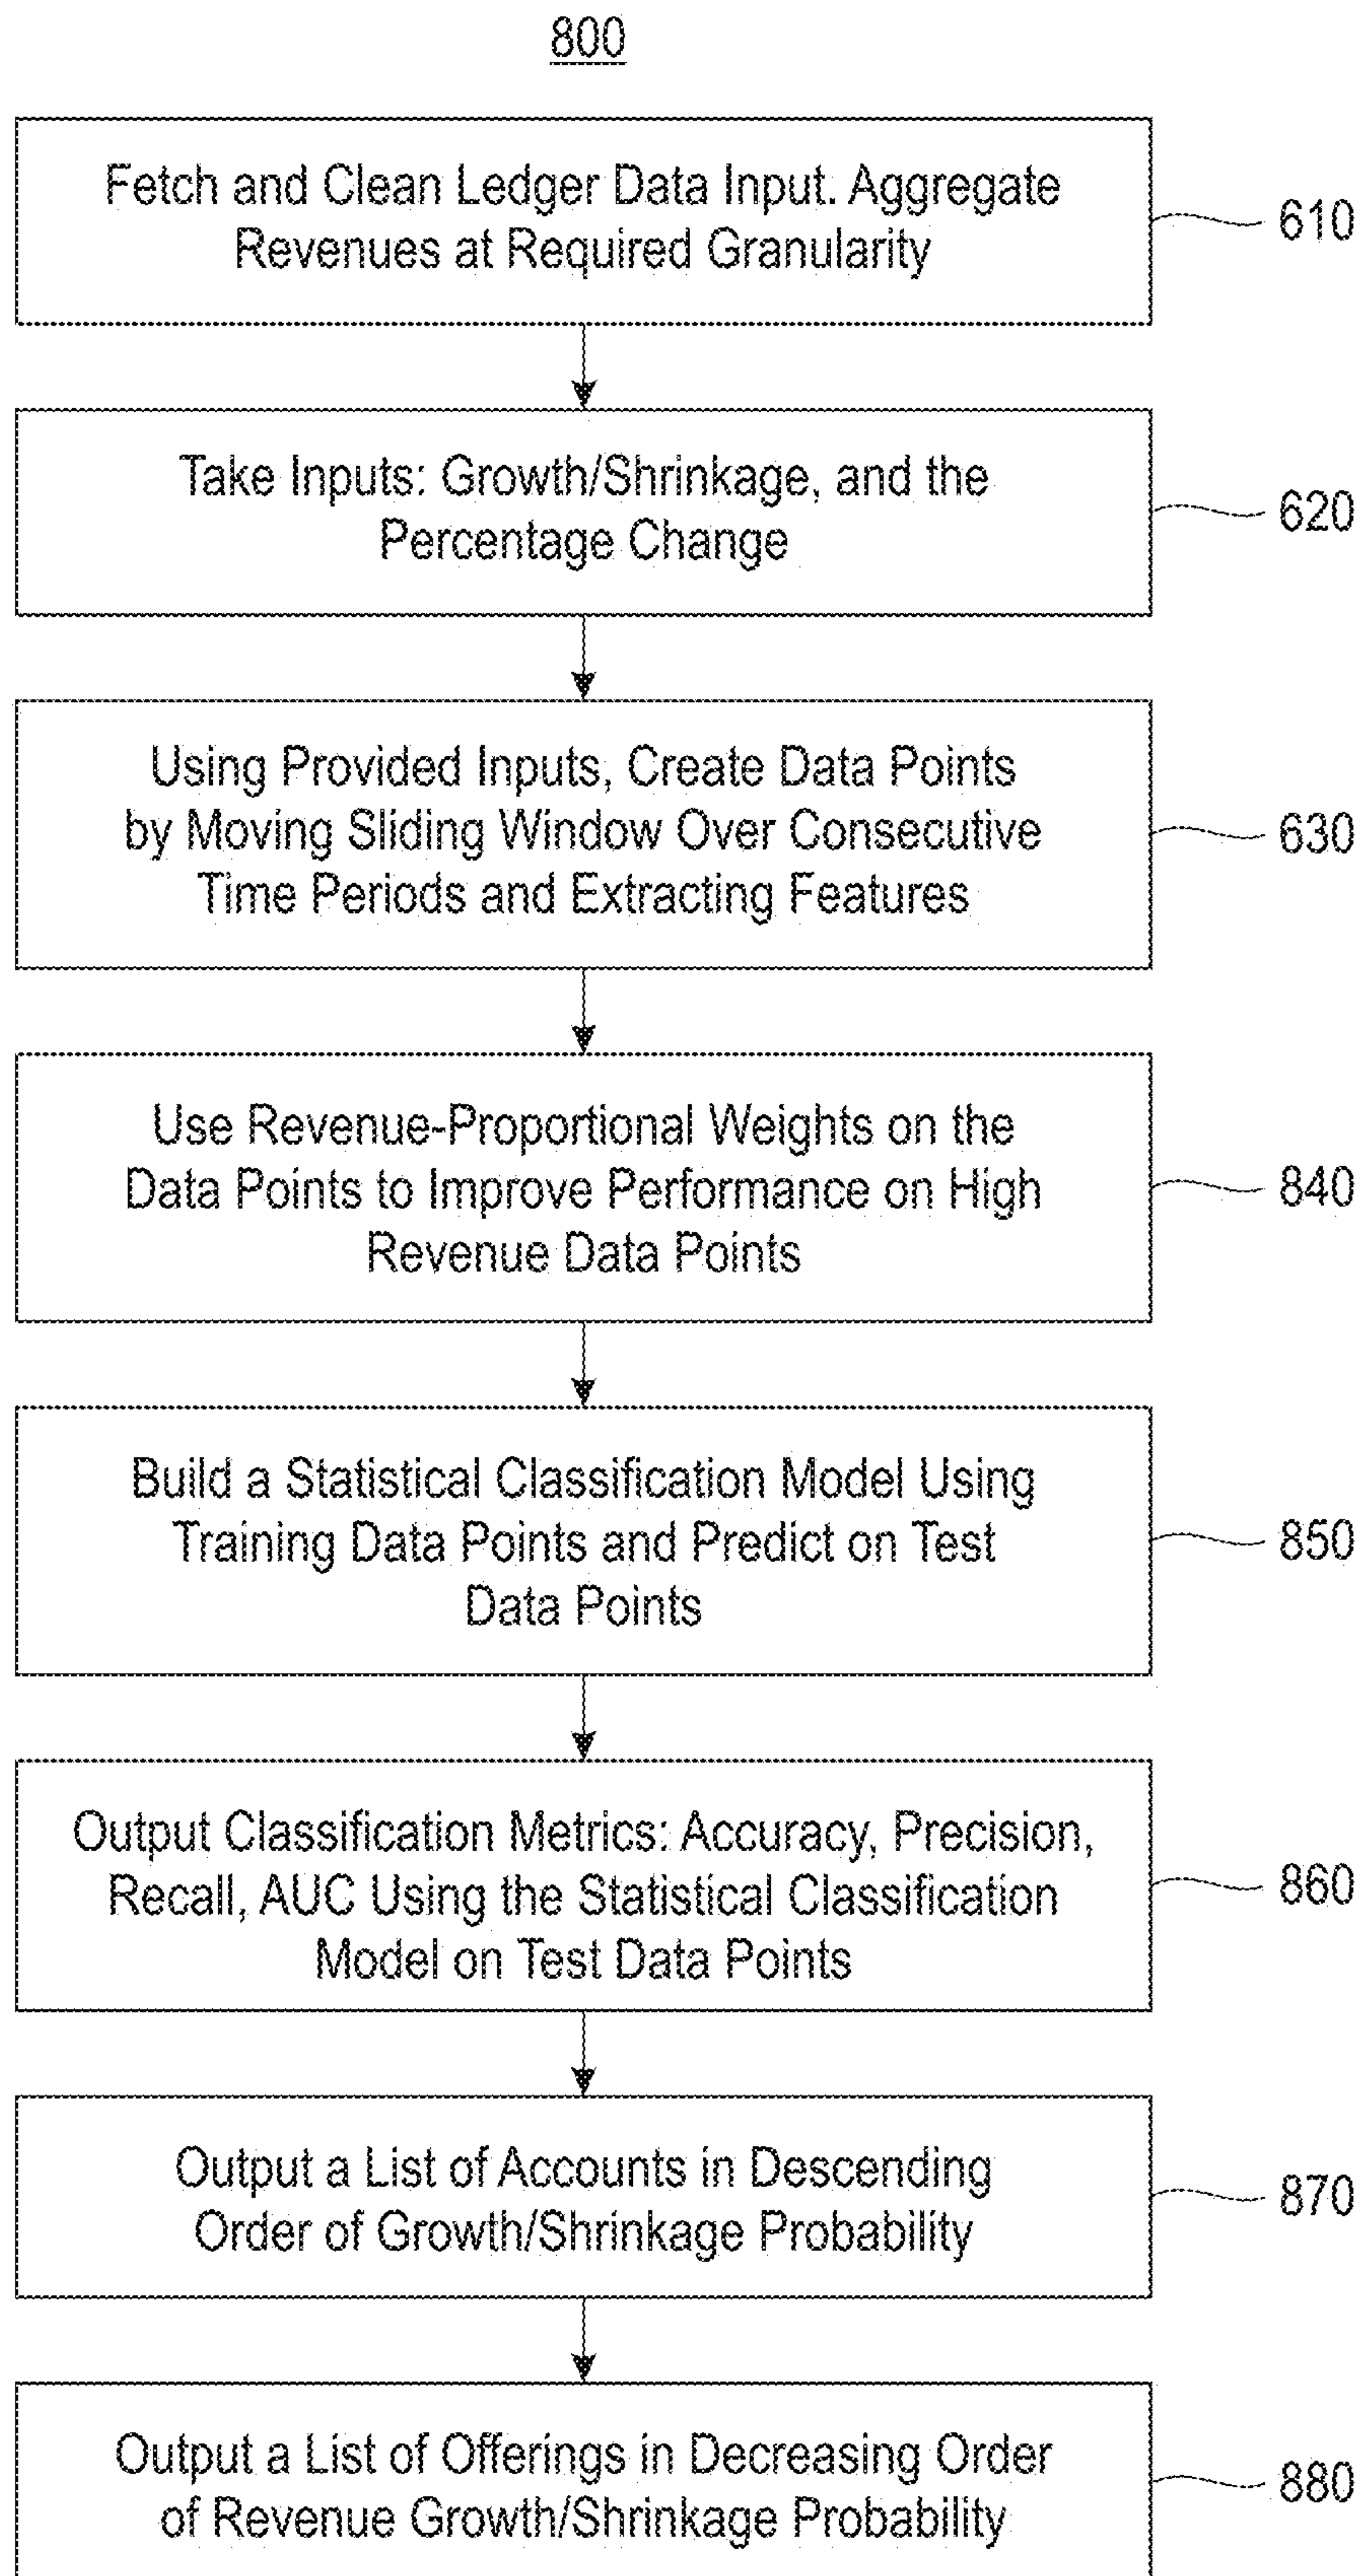 800
Fetch and Clean Ledger Data Input. Aggregate
Revenues at Required Granularity
610
Take Inputs: Growth/Shrinkage, and the
Percentage Change
620
Using Provided Inputs, Create Data Points
by Moving Sliding Window Over Consecutive
Time Periods and Extracting Features
630
Use Revenue-Proportional Weights on the
Data Points to Improve Performance on High
Revenue Data Points
840
Build a Statistical Classification Model Using
Training Data Points and Predict on Test
Data Points
850
Output Classification Metrics: Accuracy, Precision,
Recall, AUC Using the Statistical Classification
Model on Test Data Points
860
Output a List of Accounts in Descending
Order of Growth/Shrinkage Probability
870
Output a List of Offerings in Decreasing Order
of Revenue Growth/Shrinkage Probability
880